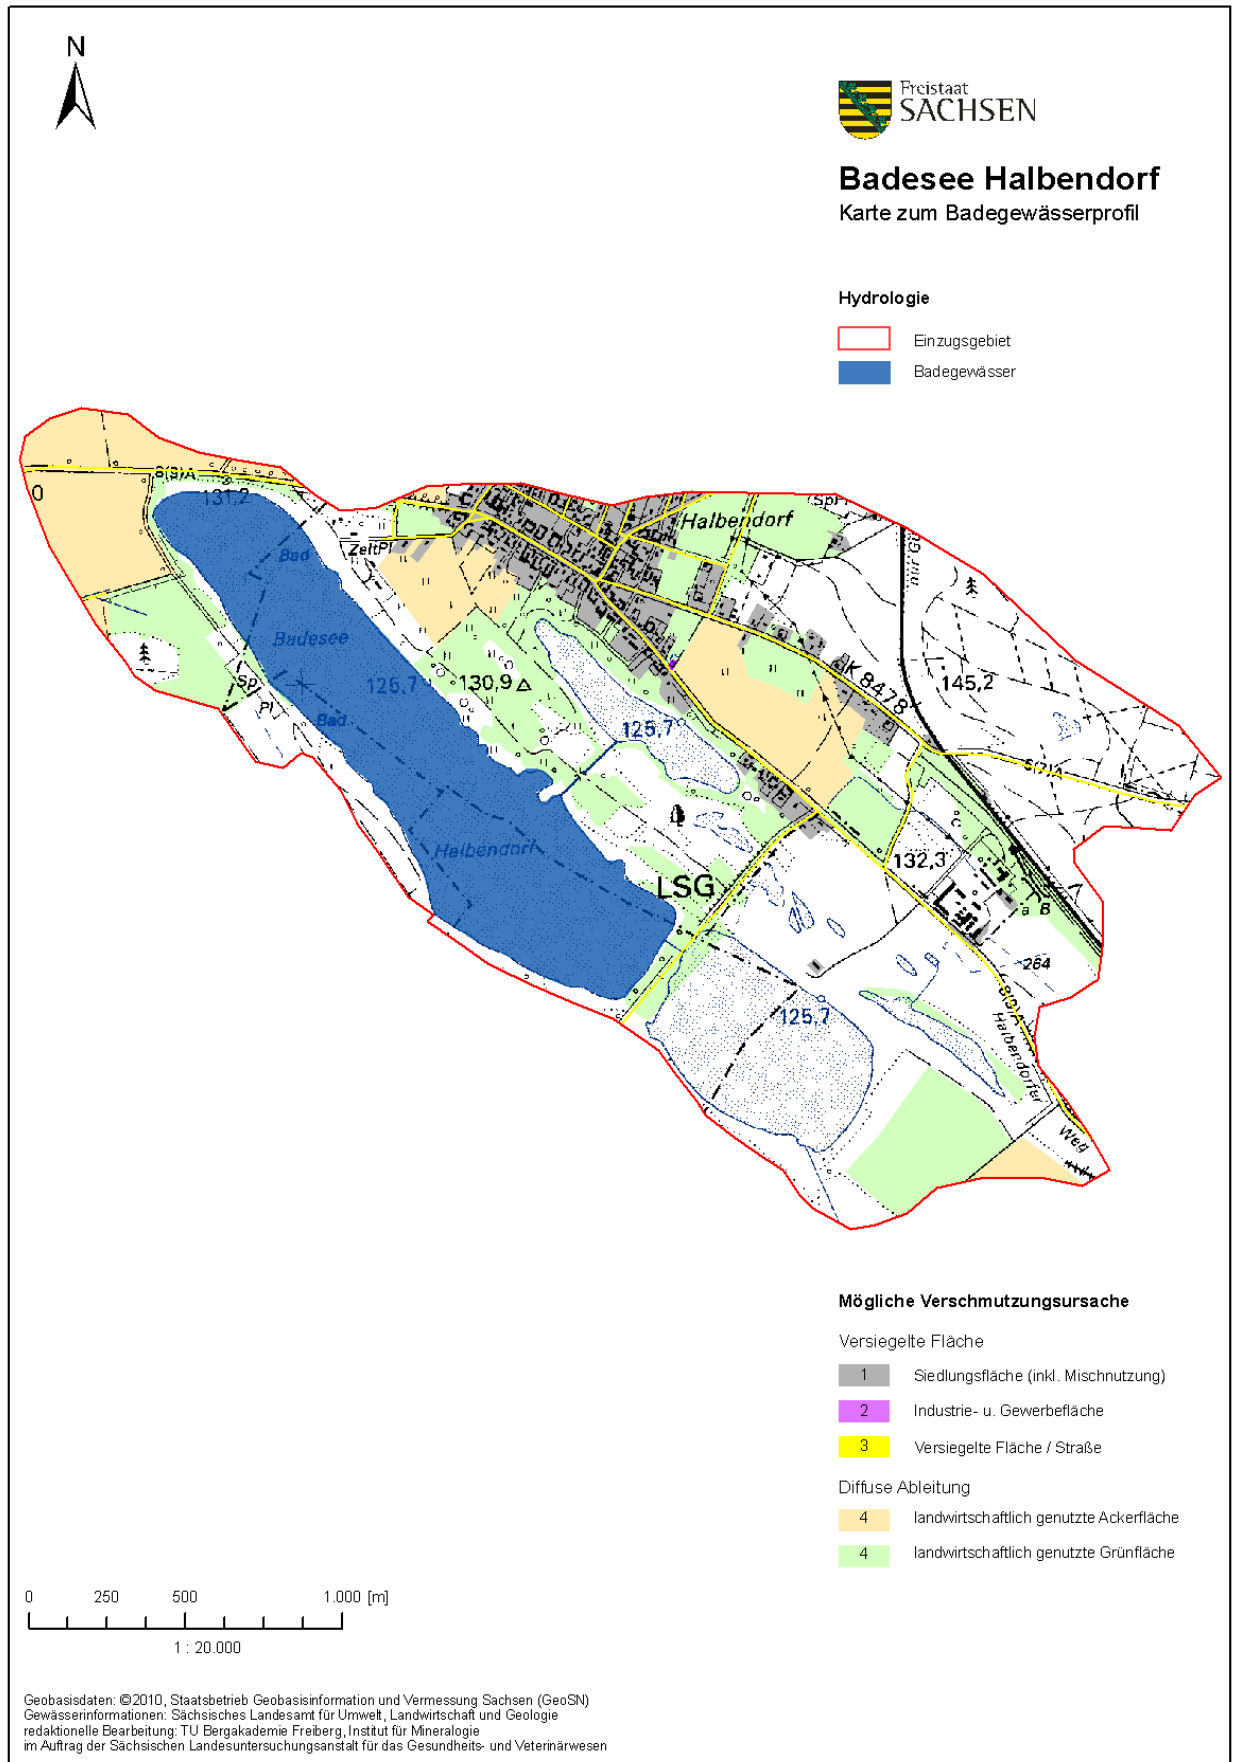 N
Freistaat
SACHSEN
Badesee Halbendorf
Karte zum Badegewässerprofil
Hydrologie
Einzugsgebiet
Badegewässer
8(9)A
0
131,2
Halbendorf
Bad
ZeltPl
Badesee
K 8478
145,2
126,7
130,9
Sp
Pl
Bad
125,7
Halbendorf
132,3
LSG
a B
264
125,7
8(9)A
Halbendorfer
Weg
Mögliche Verschmutzungsursache
Versiegelte Fläche
1 Siedlungsfläche (inkl. Mischnutzung)
2 Industrie- u. Gewerbefläche
3 Versiegelte Fläche / Straße
Diffuse Ableitung
4 landwirtschaftlich genutzte Ackerfläche
4 landwirtschaftlich genutzte Grünfläche
0 250 500 1.000 [m]
1 : 20.000
Geobasisdaten: ©2010, Staatsbetrieb Geobasisinformation und Vermessung Sachsen (GeoSN)
Gewässerinformationen: Sächsisches Landesamt für Umwelt, Landwirtschaft und Geologie
redaktionelle Bearbeitung: TU Bergakademie Freiberg, Institut für Mineralogie
im Auftrag der Sächsischen Landesuntersuchungsanstalt für das Gesundheits- und Veterinärwesen